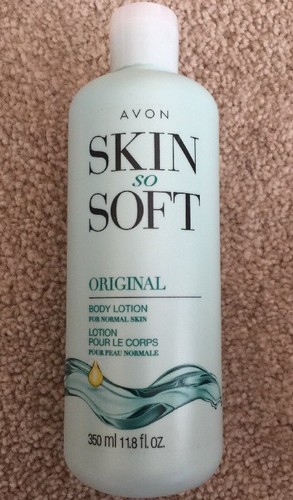 AVON
SKIN
so
SOFT
ORIGINAL
BODY LOTION
FOR NORMAL SKIN
LOTION
POUR LE CORPS
POUR PEAU NORMALE
350 ml 11.8 fl. oz.